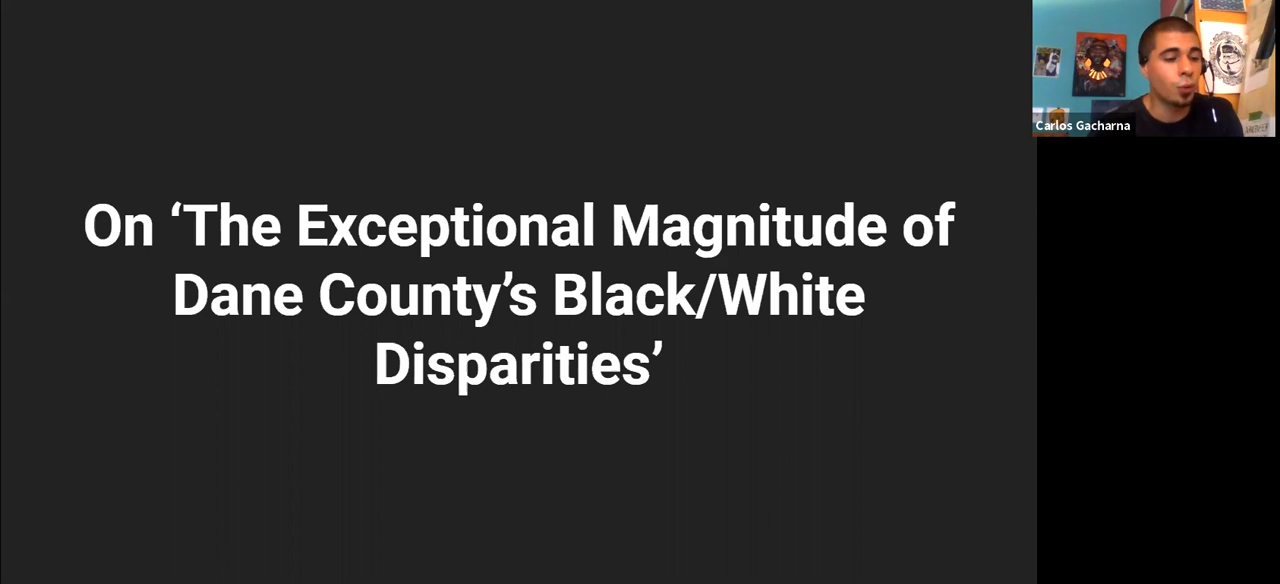 On ‘The Exceptional Magnitude of
Dane County’s Black/White
Disparities’
Carlos Gacharna